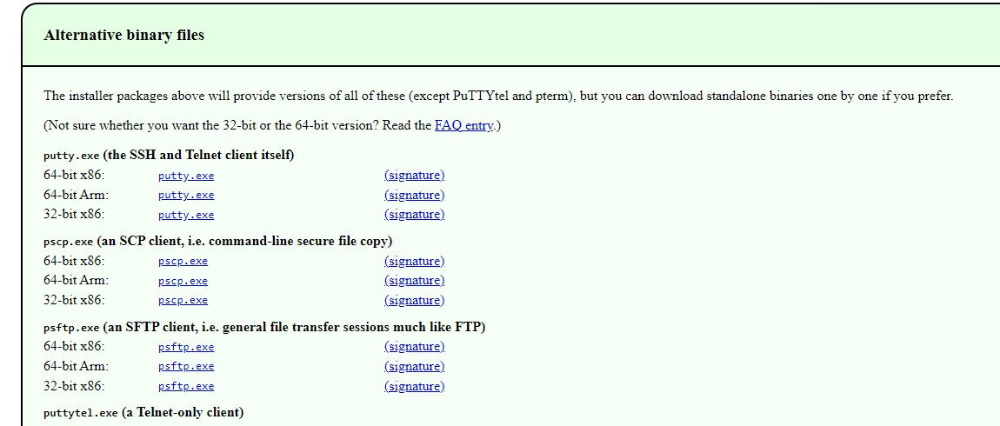 Alternative binary files
The installer packages above will provide versions of all of these (except PuTTYtel and pterm), but you can download standalone binaries one by one if you prefer.
(Not sure whether you want the 32-bit or the 64-bit version? Read the FAQ entry.)
putty.exe (the SSH and Telnet client itself)
64-bit x86: putty.exe (signature)
64-bit Arm: putty.exe (signature)
32-bit x86: putty.exe (signature)
pscp.exe (an SCP client, i.e. command-line secure file copy)
64-bit x86: pscp.exe (signature)
64-bit Arm: pscp.exe (signature)
32-bit x86: pscp.exe (signature)
psftp.exe (an SFTP client, i.e. general file transfer sessions much like FTP)
64-bit x86: psftp.exe (signature)
64-bit Arm: psftp.exe (signature)
32-bit x86: psftp.exe (signature)
puttytel.exe (a Telnet-only client)